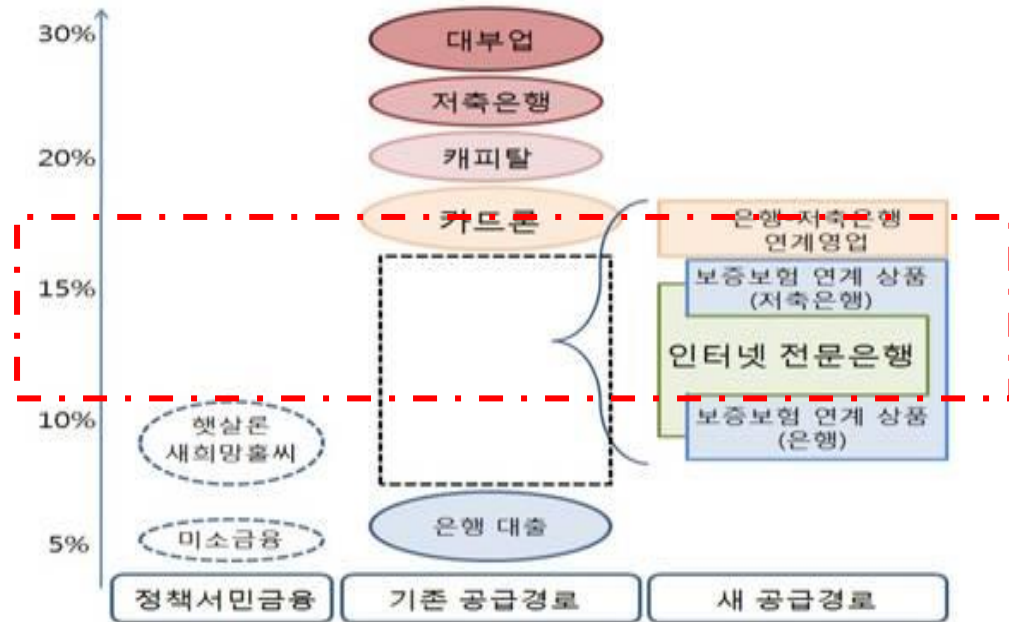 30%
20%
15%
10%
5%
대부업
저축은행
캐피탈
카드론
은행 대출
햇살론
새희망홀씨
미소금융
은행-저축은행
연계영업
보증보험 연계 상품
(저축은행)
인터넷 전문은행
보증보험 연계 상품
(은행)
정책서민금융
기존 공급경로
새 공급경로